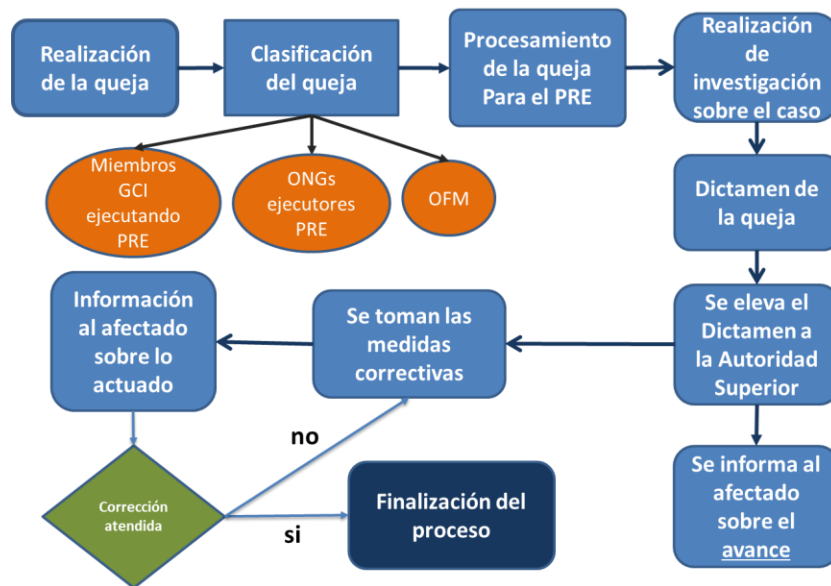 Realización
de la queja
Clasificación
del queja
Procesamiento
de la queja
Para el PRE
Realización
de
investigación
sobre el caso
Miembros
GCI
ejecutando
PRE
ONGs
ejecutores
PRE
OFM
Dictamen de
la queja
Se eleva el
Dictamen a
la Autoridad
Superior
Se toman las
medidas
correctivas
Información
al afectado
sobre lo
actuado
Se informa al
afectado
sobre el
avance
Corrección
atendida
no
si
Finalización del
proceso